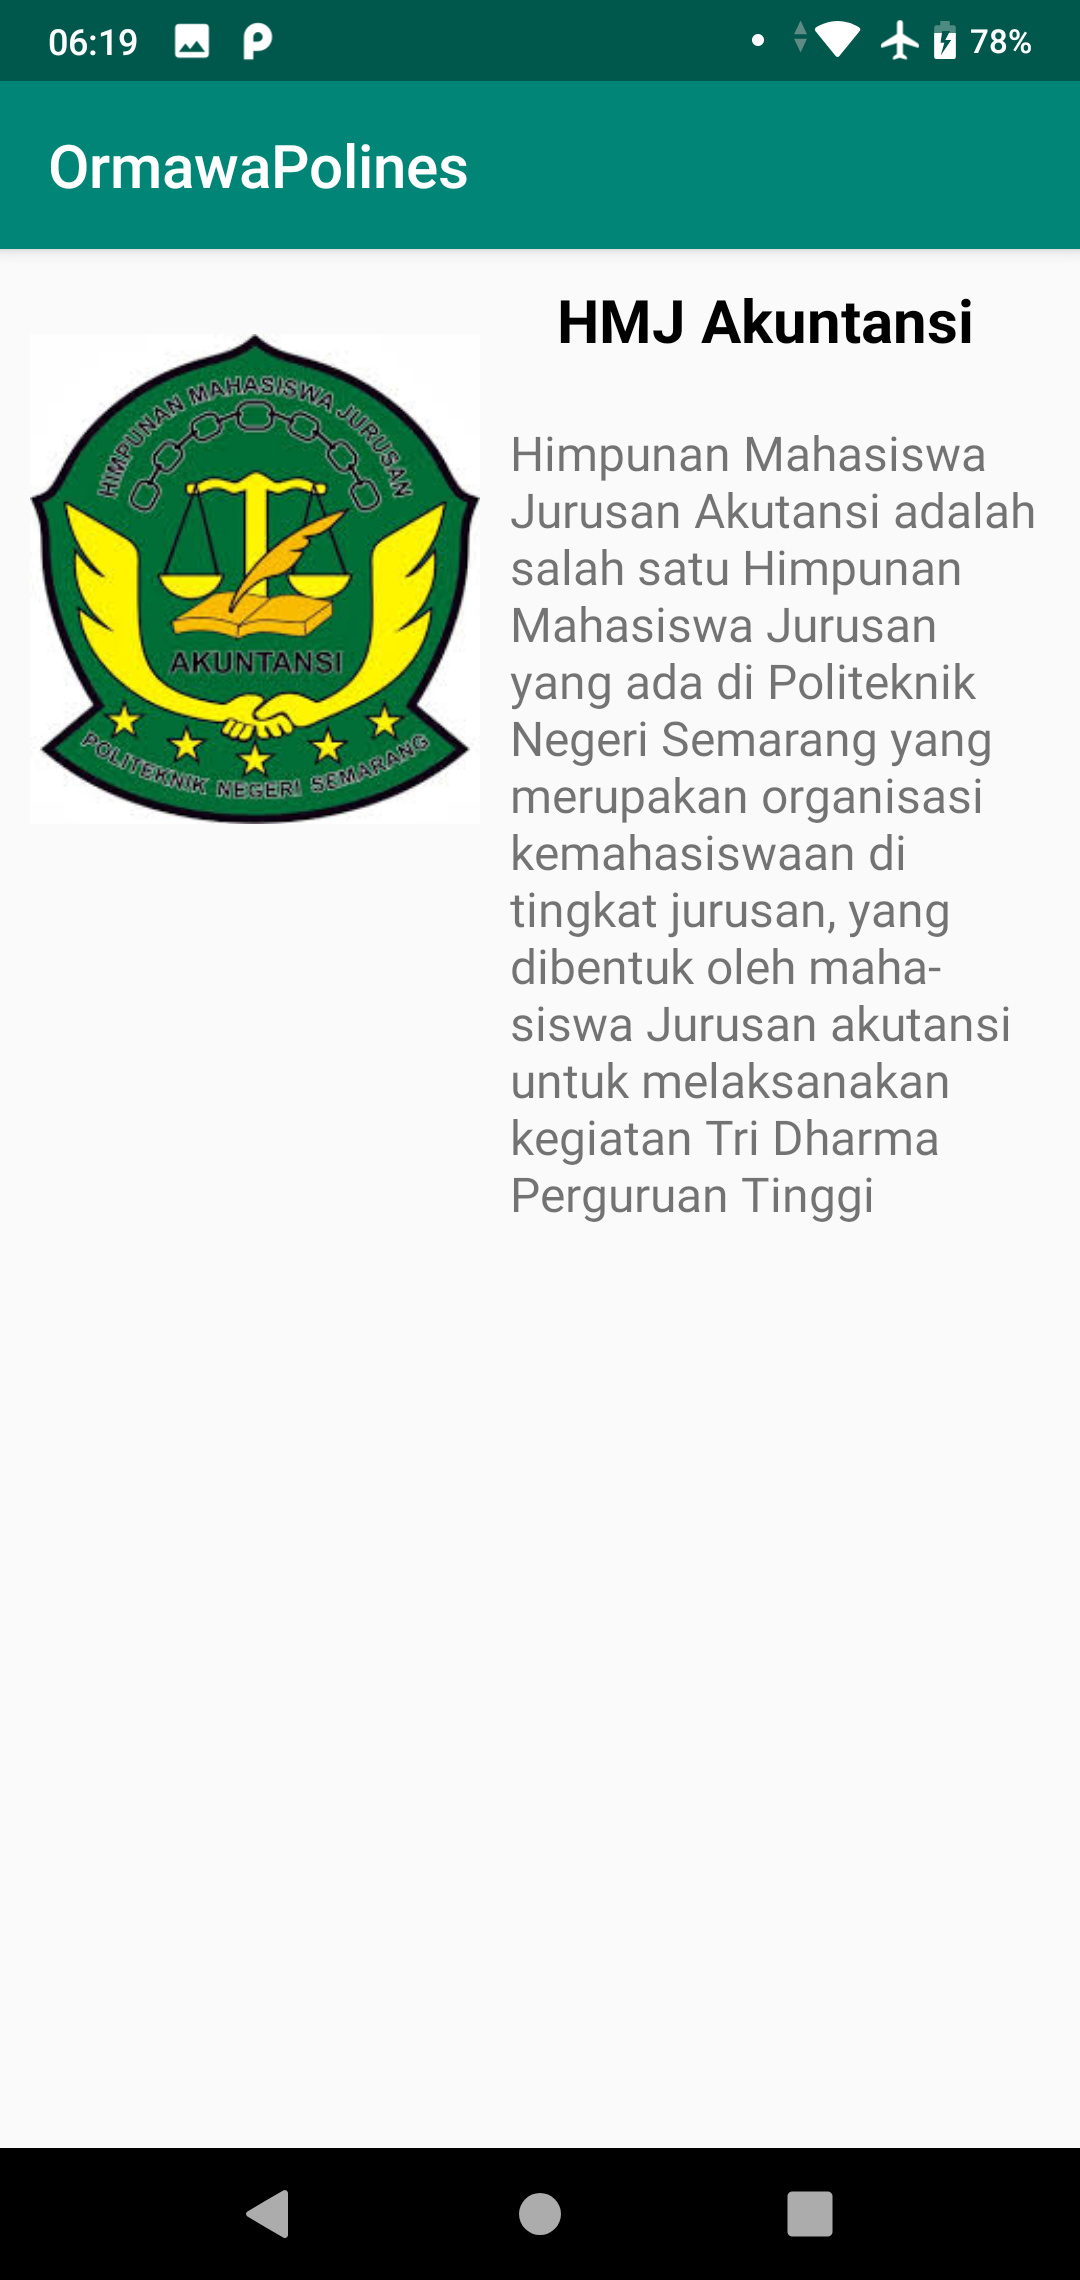 06:19
78%
OrmawaPolines
HMJ Akuntansi
HIMPUNAN MAHASISWA JURUSAN
AKUNTANSI
POLITEKNIK NEGERI SEMARANG
Himpunan Mahasiswa
Jurusan Akutansi adalah
salah satu Himpunan
Mahasiswa Jurusan
yang ada di Politeknik
Negeri Semarang yang
merupakan organisasi
kemahasiswaan di
tingkat jurusan, yang
dibentuk oleh maha-
siswa Jurusan akutansi
untuk melaksanakan
kegiatan Tri Dharma
Perguruan Tinggi